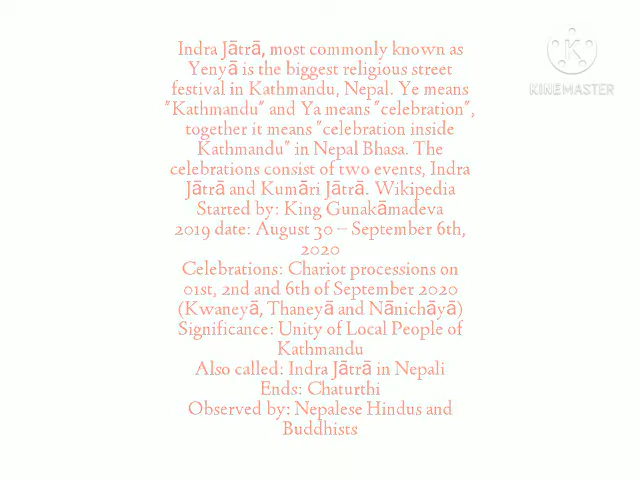 Indra Jātrā, most commonly known as
Yenyā is the biggest religious street
festival in Kathmandu, Nepal. Ye means
"Kathmandu" and Ya means "celebration",
together it means "celebration inside
Kathmandu" in Nepal Bhasa. The
celebrations consist of two events, Indra
Jātrā and Kumāri Jātrā. Wikipedia
Started by: King Gunakāmadeva
2019 date: August 30 – September 6th,
2020
Celebrations: Chariot processions on
01st, 2nd and 6th of September 2020
(Kwaneyā, Thaneyā and Nānichāyā)
Significance: Unity of Local People of
Kathmandu
Also called: Indra Jātrā in Nepali
Ends: Chaturthi
Observed by: Nepalese Hindus and
Buddhists
K
KINEMASTER